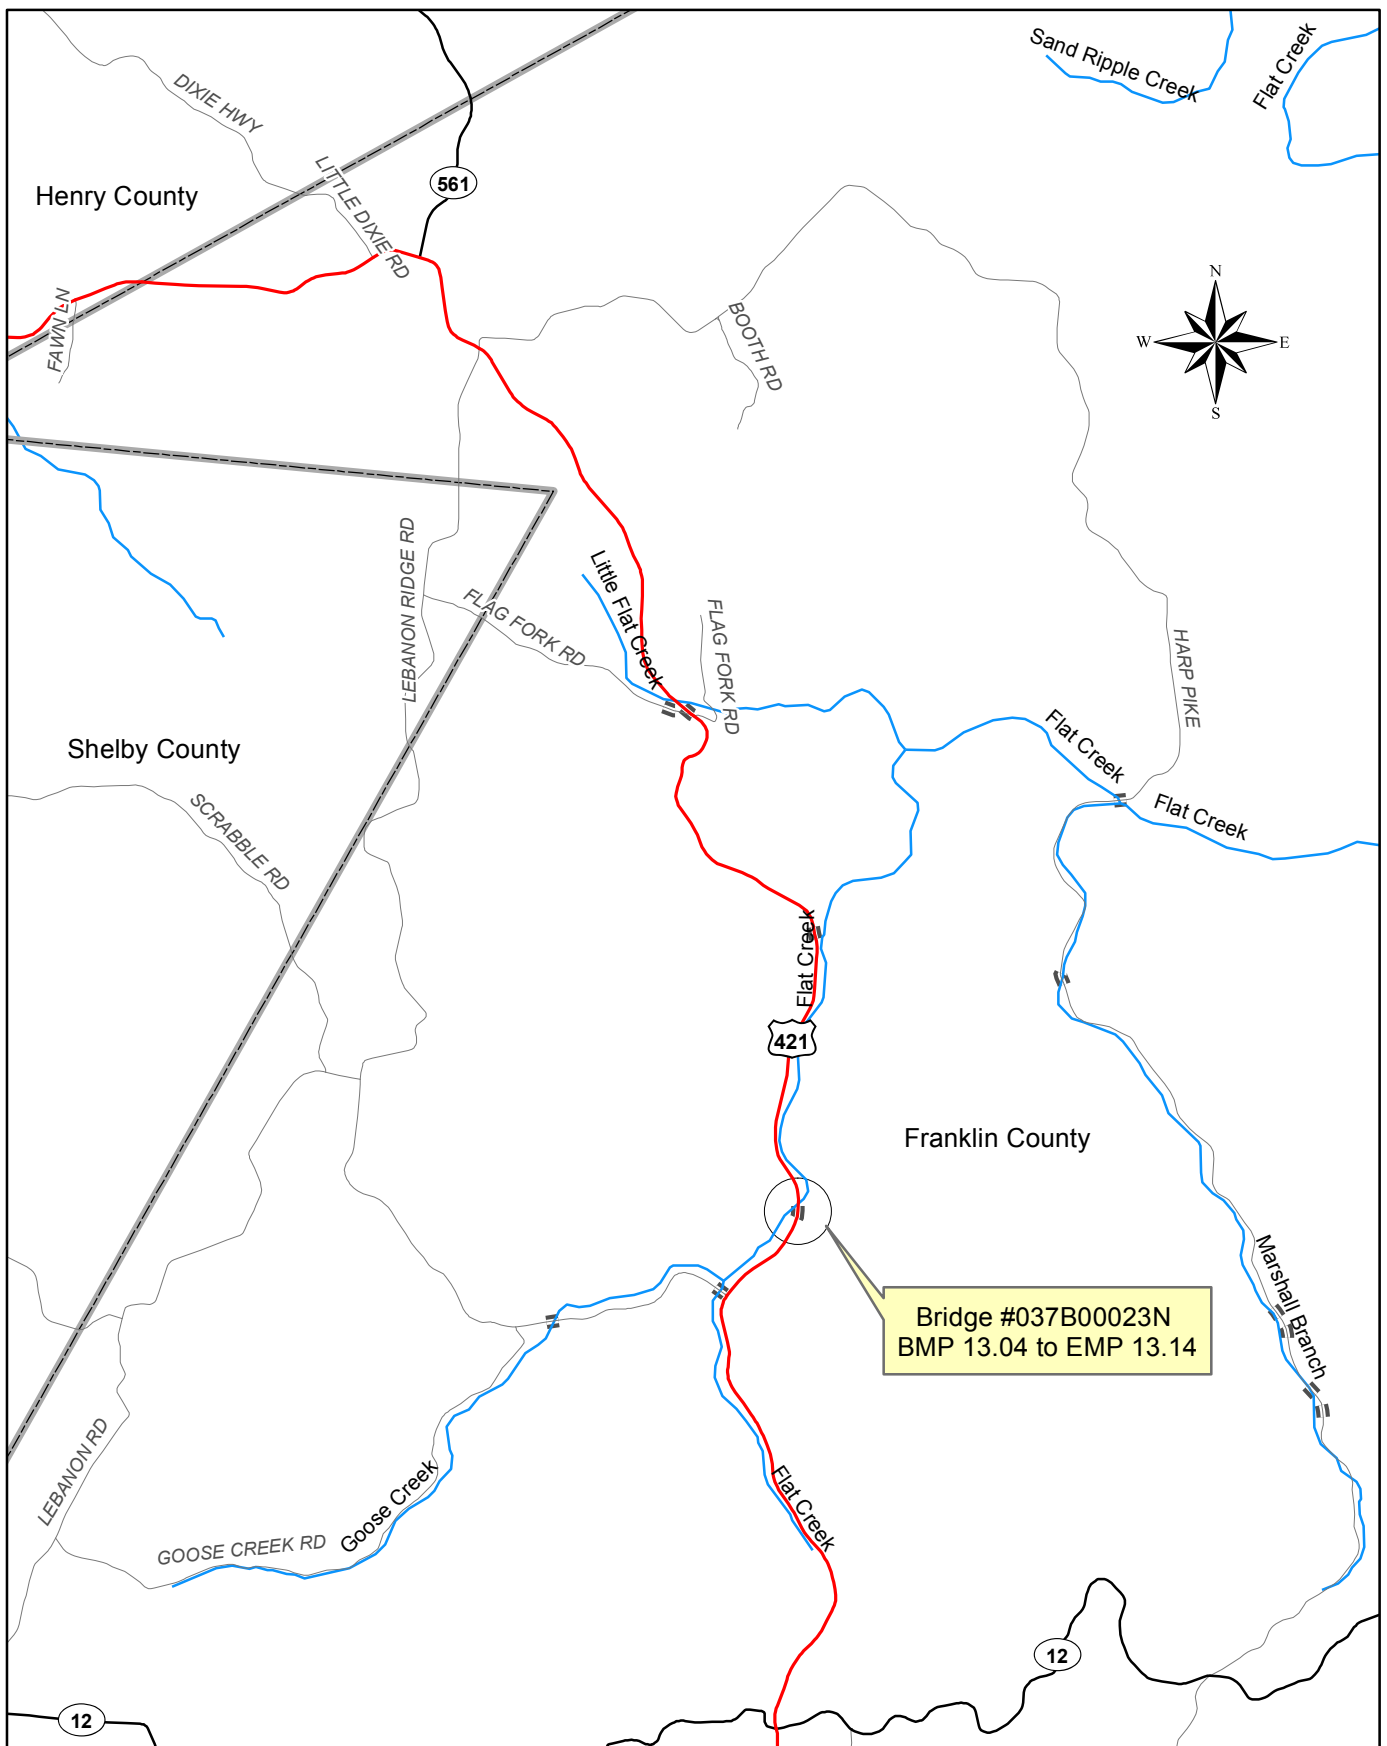 Sand Ripple Creek
Flat Creek
DIXIE HWY
LITTLE DIXIE RD
561
Henry County
N
W
E
S
FAWN LN
BOOTH RD
LEBANON RIDGE RD
FLAG FORK RD
Little Flat Creek
FLAG FORK RD
HARP PIKE
Shelby County
Flat Creek
Flat Creek
SCRABBLE RD
Flat Creek
421
Franklin County
Marshall Branch
Bridge #037B00023N
BMP 13.04 to EMP 13.14
LEBANON RD
Goose Creek
Flat Creek
GOOSE CREEK RD
12
12